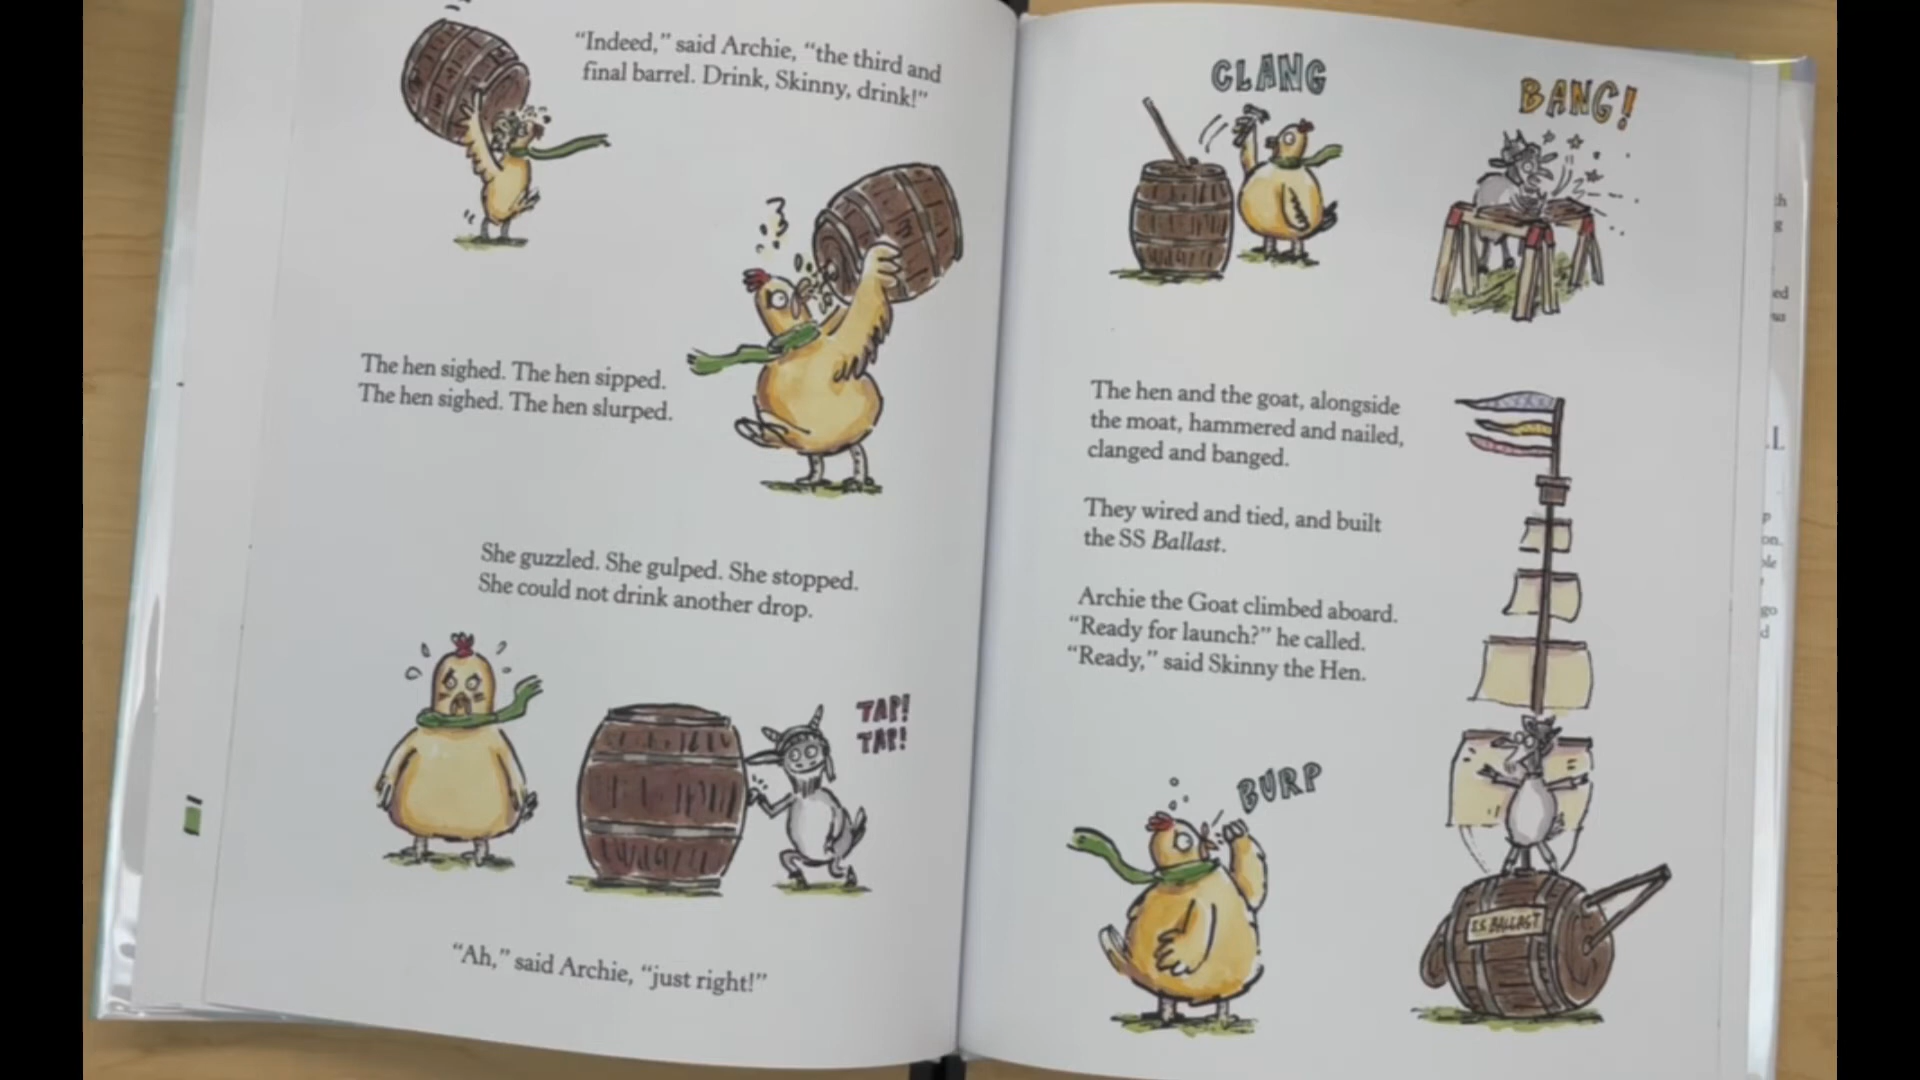 “Indeed,” said Archie, “the third and
final barrel. Drink, Skinny, drink!”
The hen sighed. The hen sipped.
The hen sighed. The hen slurped.
She guzzled. She gulped. She stopped.
She could not drink another drop.
TAP!
TAP!
“Ah,” said Archie, “just right!”
CLANG
BANG!
The hen and the goat, alongside
the moat, hammered and nailed,
clanged and banged.
They wired and tied, and built
the SS Ballast.
Archie the Goat climbed aboard.
“Ready for launch?” he called.
“Ready,” said Skinny the Hen.
BURP
S.S. BALLAST